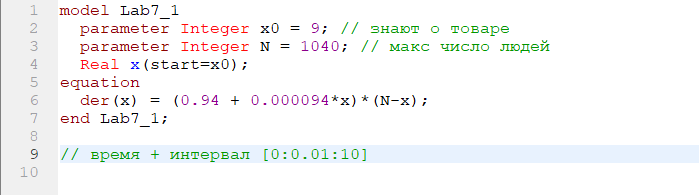 1 model Lab7_1
2   parameter Integer x0 = 9; // знают о товаре
3   parameter Integer N = 1040; // макс число людей
4   Real x(start=x0);
5 equation
6   der(x) = (0.94 + 0.000094*x)*(N-x);
7 end Lab7_1;
8
9 // время + интервал [0:0.01:10]
10